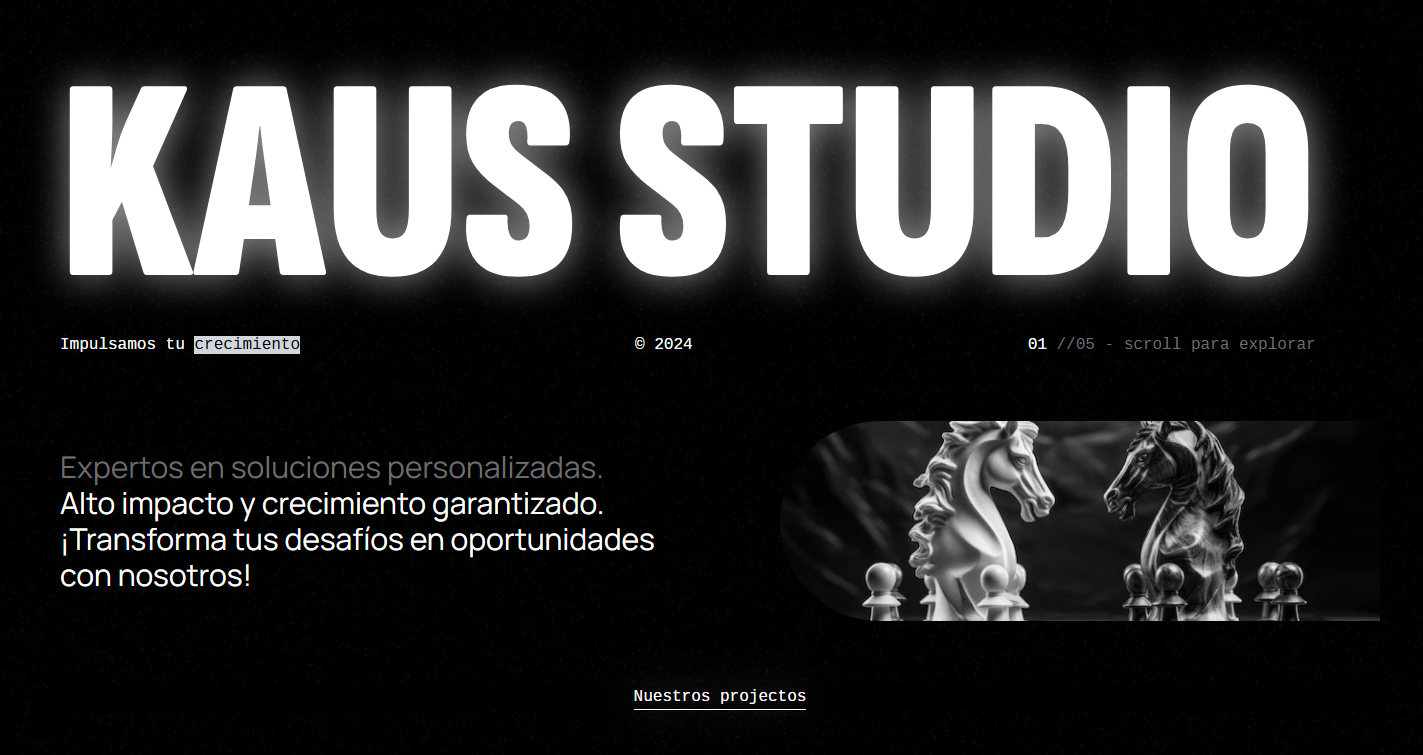 KAUS STUDIO
Impulsamos tu crecimiento
© 2024
01 //05 - scroll para explorar
Expertos en soluciones personalizadas.
Alto impacto y crecimiento garantizado.
¡Transforma tus desafíos en oportunidades
con nosotros!
Nuestros projectos